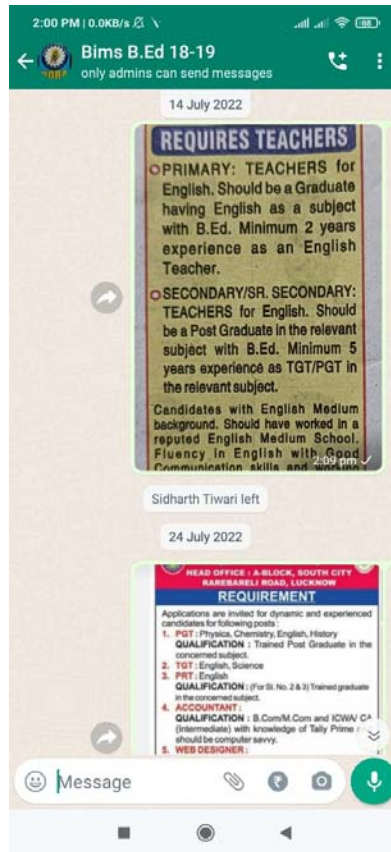 2:00 PM | 0.0KB/s
68
Bims B.Ed 18-19
only admins can send messages
14 July 2022
REQUIRES TEACHERS
PRIMARY: TEACHERS for
English. Should be a Graduate
having English as a subject
with B.Ed. Minimum 2 years
experience as an English
Teacher.
SECONDARY/SR. SECONDARY:
TEACHERS for English. Should
be a Post Graduate in the relevant
subject with B.Ed. Minimum 5
years experience as TGT/PGT in
the relevant subject.
Candidates with English Medium
background. Should have worked in a
reputed English Medium School.
Fluency in English with Good
Communication skills and working
2:09 pm
Sidharth Tiwari left
24 July 2022
HEAD OFFICE : A-BLOCK, SOUTH CITY
RAREBARELI ROAD, LUCKNOW
REQUIREMENT
Applications are invited for dynamic and experienced
candidates for following posts :
1. PGT : Physics, Chemistry, English, History
QUALIFICATION : Trained Post Graduate in the
concerned subject.
2. TGT : English, Science
3. PRT : English
QUALIFICATION : (For Sl. No. 2 & 3) Trained graduate
in the concerned subject.
4. ACCOUNTANT :
QUALIFICATION : B.Com/M.Com and ICWA/ CA
(Intermediate) with knowledge of Tally Prime
should be computer savvy.
5. WEB DESIGNER :
Message